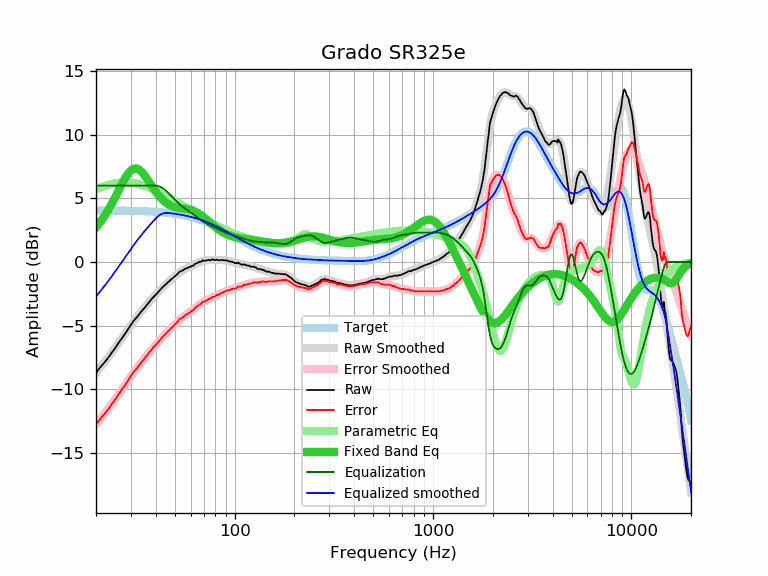 Grado SR325e
15
10
5
0
−5
−10
−15
Amplitude (dBr)
Target
Raw Smoothed
Error Smoothed
Raw
Error
Parametric Eq
Fixed Band Eq
Equalization
Equalized smoothed
100
1000
10000
Frequency (Hz)